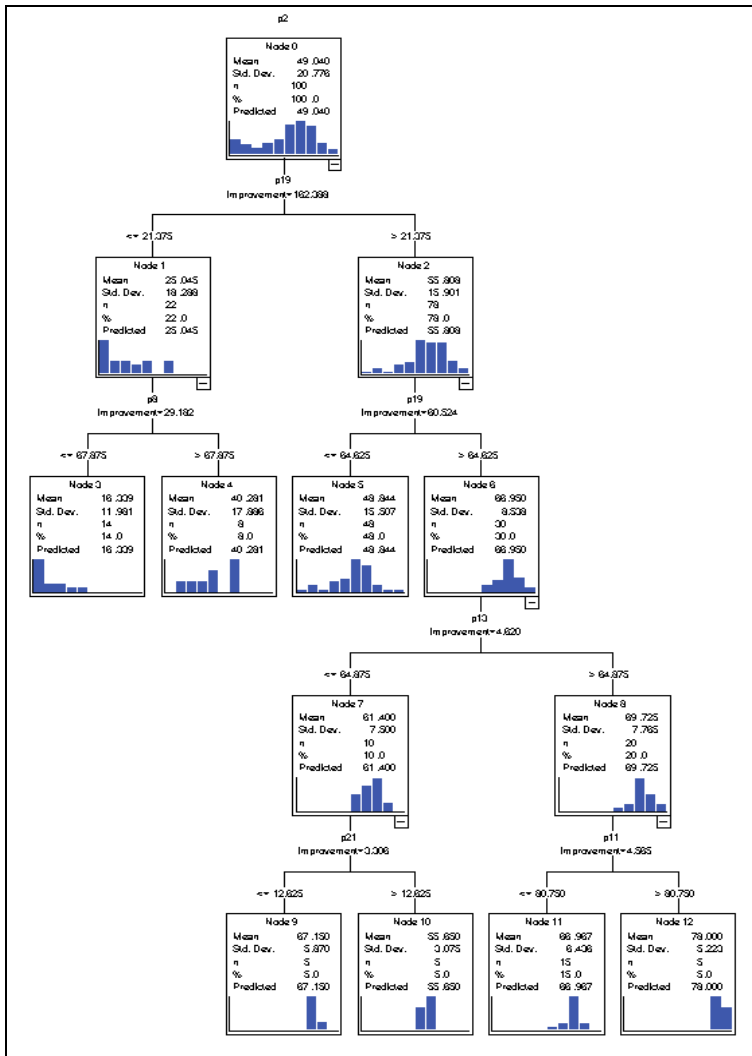 p2
Node 0
Mean 49.040
Std. Dev. 20.776
n 100
% 100.0
Predicted 49.040
p19
Improvement=162.388
<= 21.375
> 21.375
Node 1
Mean 25.045
Std. Dev. 18.288
n 22
% 22.0
Predicted 25.045
Node 2
Mean 55.808
Std. Dev. 15.901
n 78
% 78.0
Predicted 55.808
p8
Improvement=29.182
p19
Improvement=60.524
<= 67.875
> 67.875
<= 64.625
> 64.625
Node 3
Mean 16.339
Std. Dev. 11.981
n 14
% 14.0
Predicted 16.339
Node 4
Mean 40.281
Std. Dev. 17.886
n 8
% 8.0
Predicted 40.281
Node 5
Mean 48.844
Std. Dev. 15.507
n 48
% 48.0
Predicted 48.844
Node 6
Mean 66.950
Std. Dev. 8.538
n 30
% 30.0
Predicted 66.950
p13
Improvement=4.620
<= 64.875
> 64.875
Node 7
Mean 61.400
Std. Dev. 7.500
n 10
% 10.0
Predicted 61.400
Node 8
Mean 69.725
Std. Dev. 7.765
n 20
% 20.0
Predicted 69.725
p21
Improvement=3.306
p11
Improvement=4.565
<= 12.625
> 12.625
<= 80.750
> 80.750
Node 9
Mean 67.150
Std. Dev. 5.870
n 5
% 5.0
Predicted 67.150
Node 10
Mean 55.650
Std. Dev. 3.075
n 5
% 5.0
Predicted 55.650
Node 11
Mean 66.967
Std. Dev. 6.436
n 15
% 15.0
Predicted 66.967
Node 12
Mean 78.000
Std. Dev. 5.223
n 5
% 5.0
Predicted 78.000